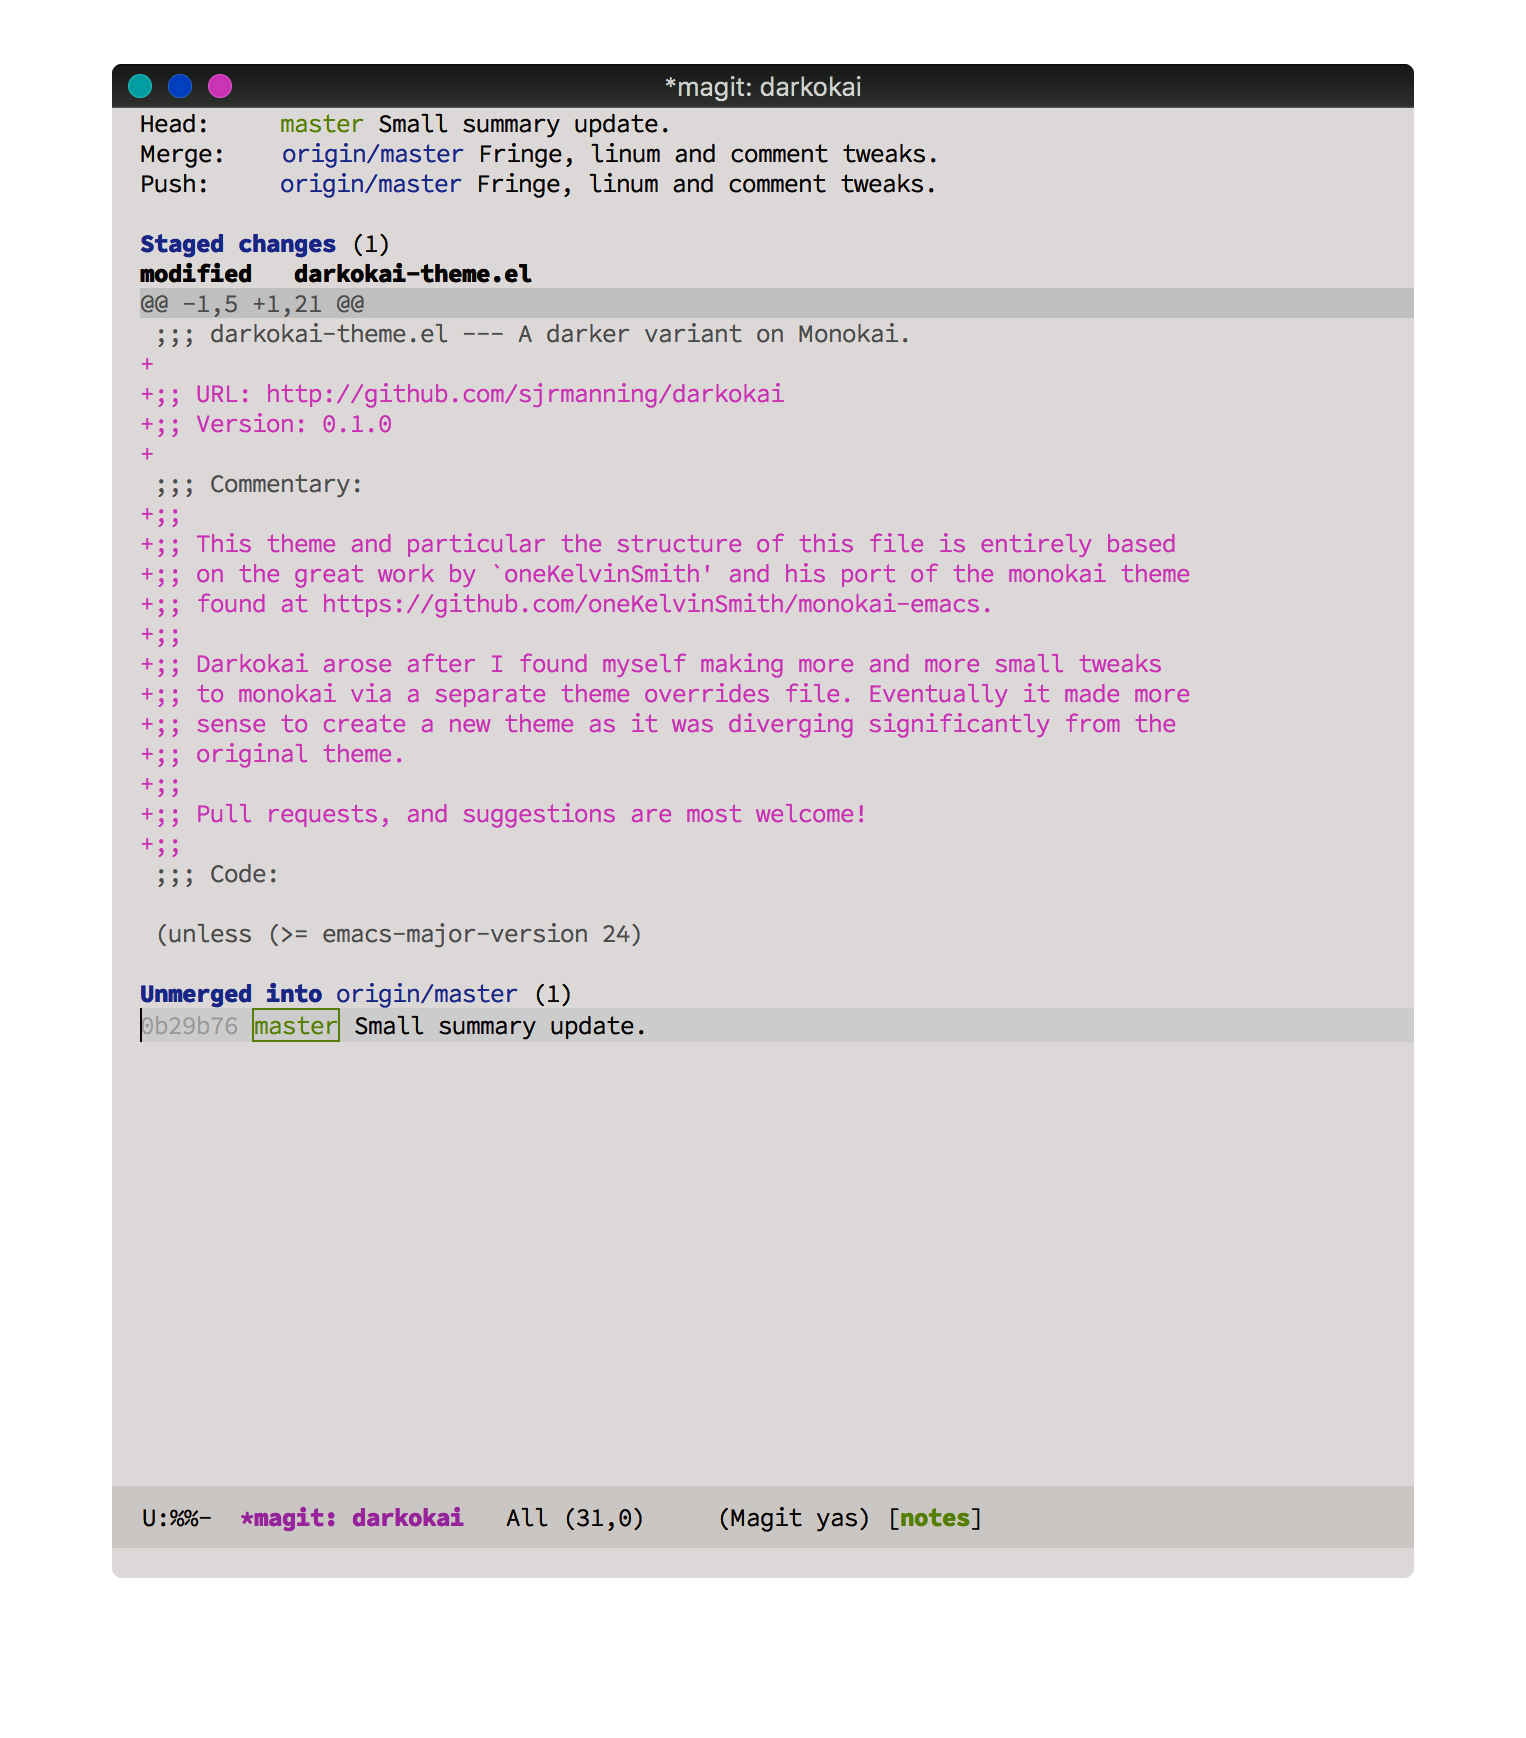 *magit: darkokai
Head:     master Small summary update.
Merge:    origin/master Fringe, linum and comment tweaks.
Push:     origin/master Fringe, linum and comment tweaks.
Staged changes (1)
modified   darkokai-theme.el
@@ -1,5 +1,21 @@
 ;;; darkokai-theme.el --- A darker variant on Monokai.
+
+;; URL: http://github.com/sjrmanning/darkokai
+;; Version: 0.1.0
+
 ;;; Commentary:
+;;
+;; This theme and particular the structure of this file is entirely based
+;; on the great work by `oneKelvinSmith' and his port of the monokai theme
+;; found at https://github.com/oneKelvinSmith/monokai-emacs.
+;;
+;; Darkokai arose after I found myself making more and more small tweaks
+;; to monokai via a separate theme overrides file. Eventually it made more
+;; sense to create a new theme as it was diverging significantly from the
+;; original theme.
+;;
+;; Pull requests, and suggestions are most welcome!
+;;
 ;;; Code:
 (unless (>= emacs-major-version 24)
Unmerged into origin/master (1)
0b29b76 master Small summary update.
U:%%-  *magit: darkokai   All (31,0)     (Magit yas) [notes]